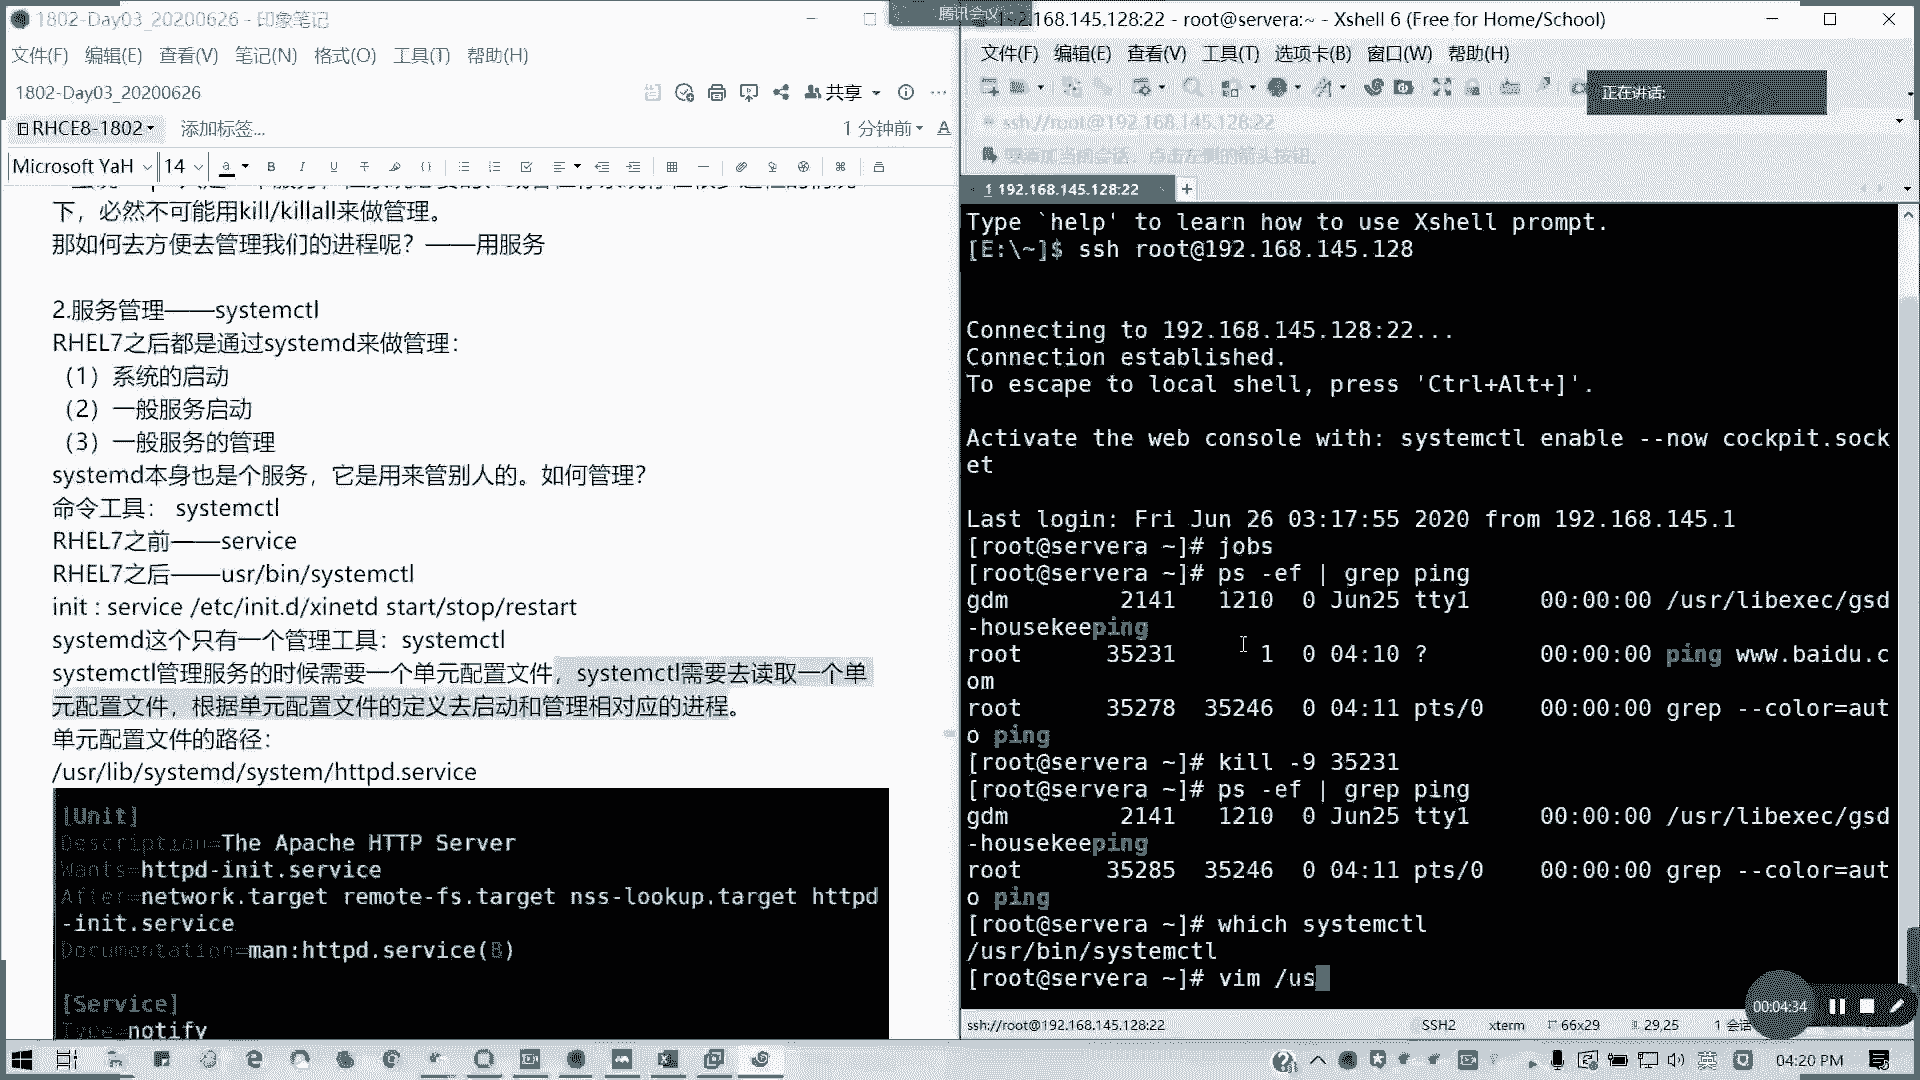 1802-Day03_20200626 - 印象笔记
文件(F) 编辑(E) 查看(V) 笔记(N) 格式(O) 工具(T) 帮助(H)
1802-Day03_20200626
共享
RHCE8-1802 添加标签...
1 分钟前
Microsoft YaH 14
下，必然不可能用kill/killall来做管理。
那如何去方便去管理我们的进程呢？——用服务
2.服务管理——systemctl
RHEL7之后都是通过systemd来做管理：
（1）系统的启动
（2）一般服务启动
（3）一般服务的管理
systemd本身也是个服务，它是用来管别人的。如何管理？
命令工具： systemctl
RHEL7之前——service
RHEL7之后——usr/bin/systemctl
init : service /etc/init.d/xinetd start/stop/restart
systemd这个只有一个管理工具：systemctl
systemctl管理服务的时候需要一个单元配置文件，systemctl需要去读取一个单
元配置文件，根据单元配置文件的定义去启动和管理相对应的进程。
单元配置文件的路径：
/usr/lib/systemd/system/httpd.service
[Unit]
Description=The Apache HTTP Server
Wants=httpd-init.service
After=network.target remote-fs.target nss-lookup.target httpd
-init.service
Documentation=man:httpd.service(8)
[Service]
Type=notify
腾讯会议
.168.145.128:22 - root@servera:~ - Xshell 6 (Free for Home/School)
文件(F) 编辑(E) 查看(V) 工具(T) 选项卡(B) 窗口(W) 帮助(H)
正在讲话:
ssh://root@192.168.145.128:22
要添加当前会话，点击左侧的箭头按钮。
1 192.168.145.128:22
Type `help' to learn how to use Xshell prompt.
[E:\~]$ ssh root@192.168.145.128
Connecting to 192.168.145.128:22...
Connection established.
To escape to local shell, press 'Ctrl+Alt+]'.
Activate the web console with: systemctl enable --now cockpit.sock
et
Last login: Fri Jun 26 03:17:55 2020 from 192.168.145.1
[root@servera ~]# jobs
[root@servera ~]# ps -ef | grep ping
gdm 2141 1210 0 Jun25 tty1 00:00:00 /usr/libexec/gsd
-housekeeping
root 35231 1 0 04:10 ? 00:00:00 ping www.baidu.c
om
root 35278 35246 0 04:11 pts/0 00:00:00 grep --color=aut
o ping
[root@servera ~]# kill -9 35231
[root@servera ~]# ps -ef | grep ping
gdm 2141 1210 0 Jun25 tty1 00:00:00 /usr/libexec/gsd
-housekeeping
root 35285 35246 0 04:11 pts/0 00:00:00 grep --color=aut
o ping
[root@servera ~]# which systemctl
/usr/bin/systemctl
[root@servera ~]# vim /us
00:04:34
ssh://root@192.168.145.128:22 SSH2 xterm 66x29 29,25 1 会话
英
04:20 PM